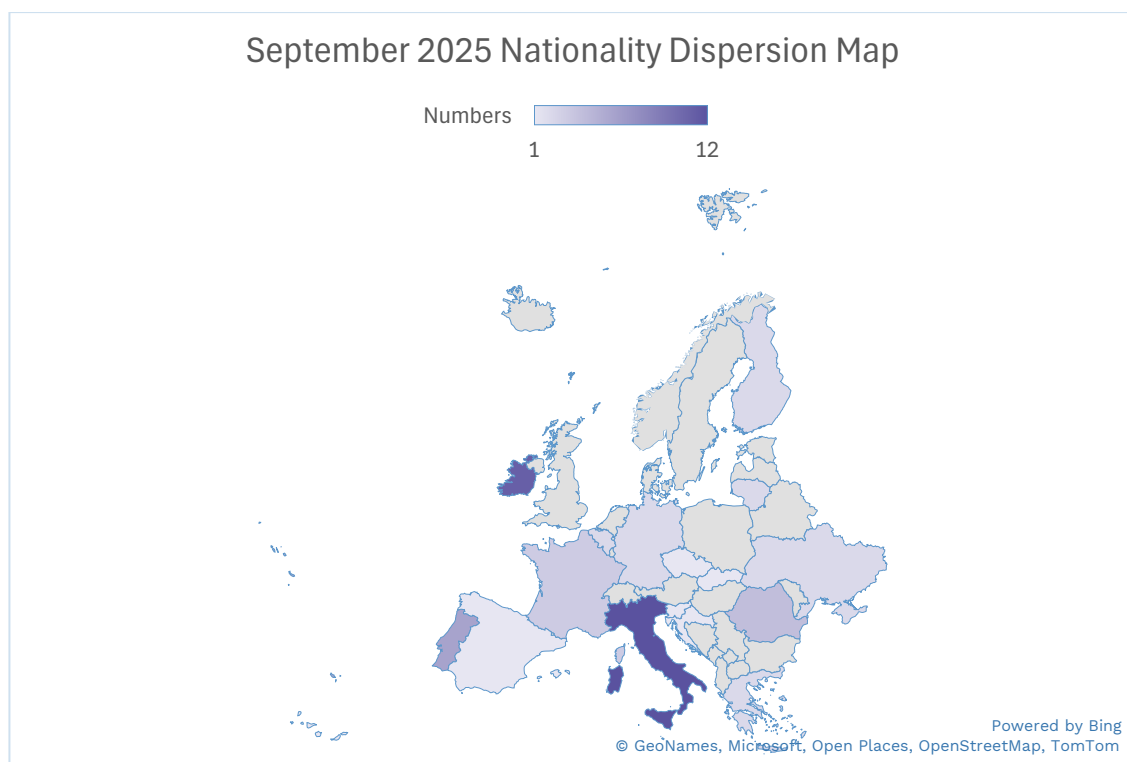 September 2025 Nationality Dispersion Map
Numbers
1 12
Powered by Bing
© GeoNames, Microsoft, Open Places, OpenStreetMap, TomTom